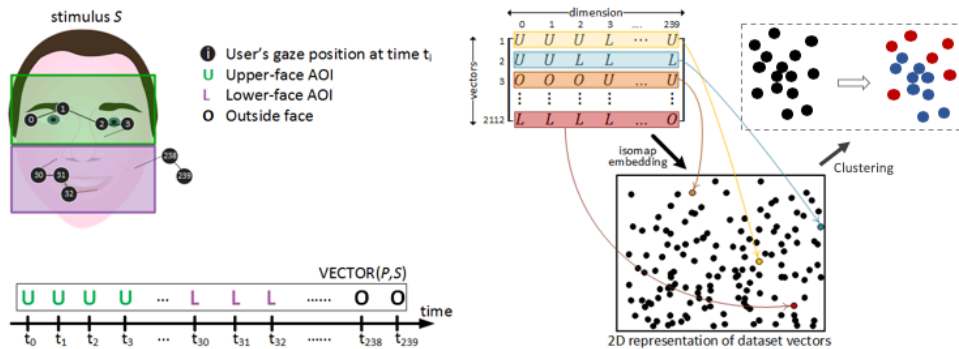 stimulus S
i User's gaze position at time ti
U Upper-face AOI
L Lower-face AOI
O Outside face
0 1 2 3
30 31 32
238
239
VECTOR(P,S)
U U U U ... L L L ...... O O
time
t0 t1 t2 t3 ... t30 t31 t32 ...... t238 t239
dimension
0 1 2 3 239
vectors
1 U U U L ... U
2 U U L L L
3 O O O U ... U
⋮ ⋮ ⋮ ⋮ ... ⋮
2112 L L L L ... O
isomap
embedding
Clustering
2D representation of dataset vectors